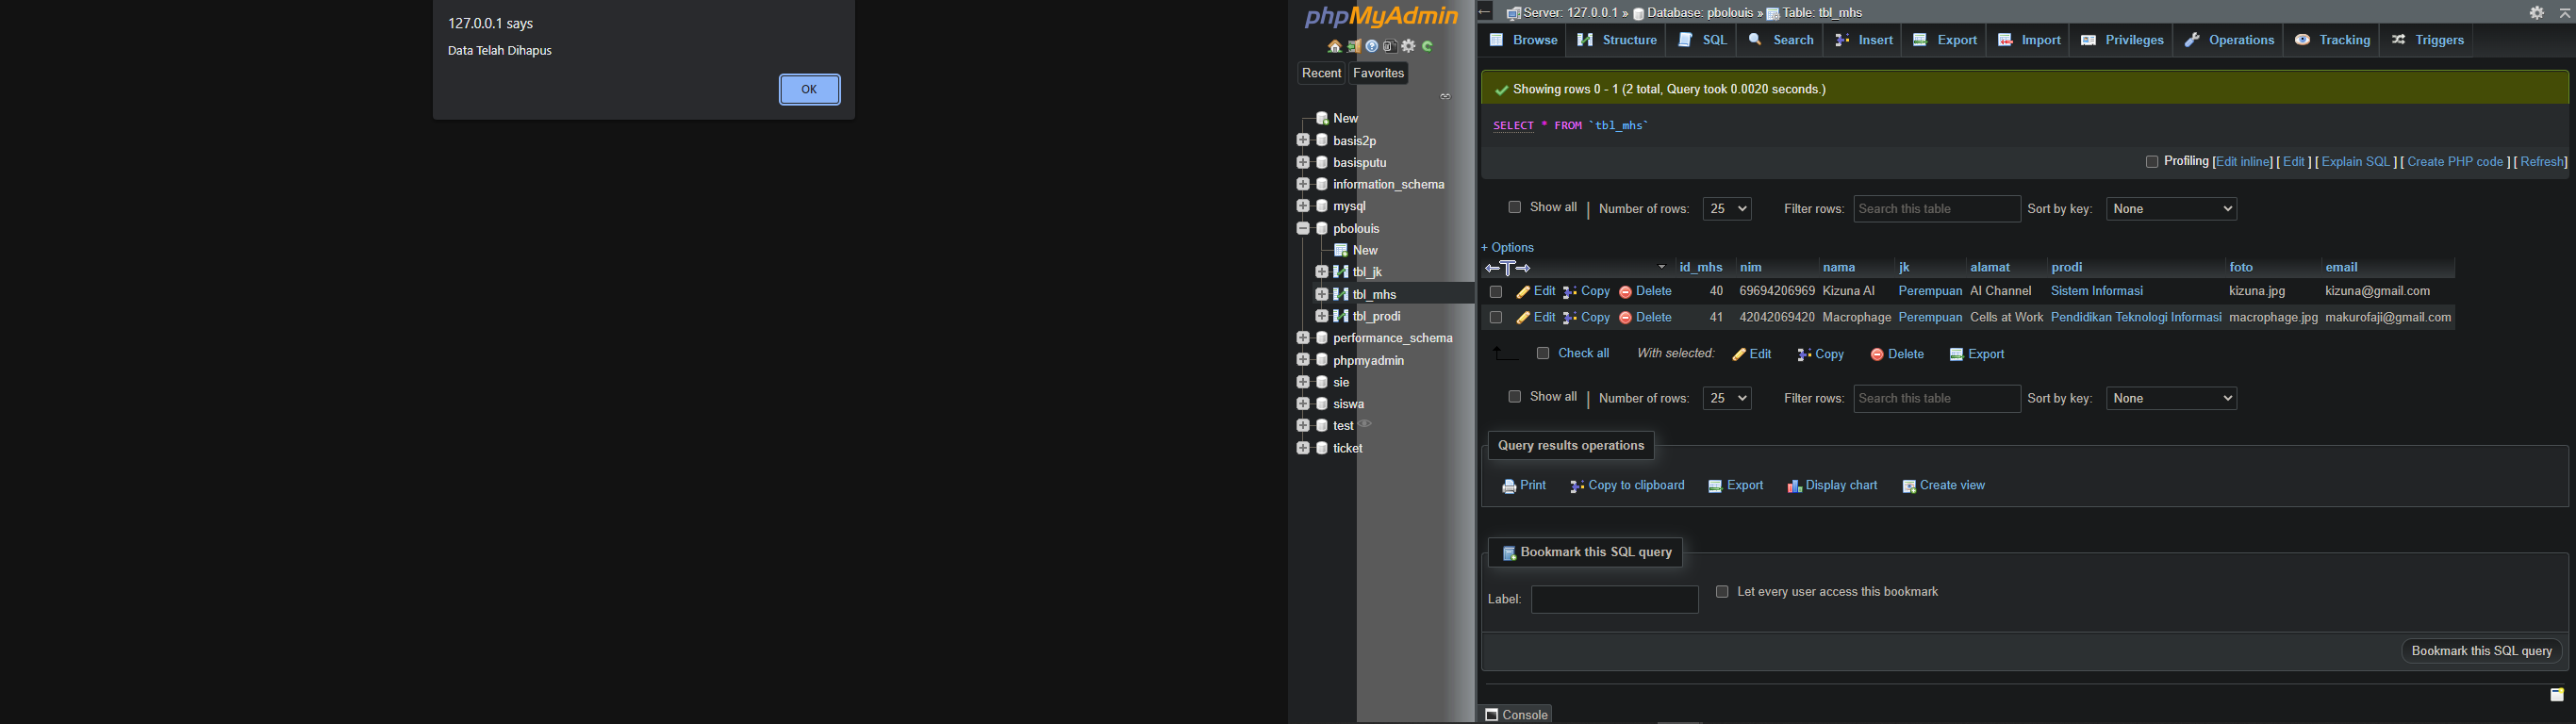 127.0.0.1 says
Data Telah Dihapus
OK
phpMyAdmin
Recent Favorites
New
basis2p
basisputu
information_schema
mysql
pbolouis
New
tbl_jk
tbl_mhs
tbl_prodi
performance_schema
phpmyadmin
sie
siswa
test
ticket
Server: 127.0.0.1 » Database: pbolouis » Table: tbl_mhs
Browse Structure SQL Search Insert Export Import Privileges Operations Tracking Triggers
Showing rows 0 - 1 (2 total, Query took 0.0020 seconds.)
SELECT * FROM `tbl_mhs`
Profiling [Edit inline] [ Edit ] [ Explain SQL ] [ Create PHP code ] [ Refresh]
Show all | Number of rows: 25 Filter rows: Search this table Sort by key: None
+ Options
id_mhs nim nama jk alamat prodi foto email
Edit Copy Delete 40 69694206969 Kizuna AI Perempuan AI Channel Sistem Informasi kizuna.jpg kizuna@gmail.com
Edit Copy Delete 41 42042069420 Macrophage Perempuan Cells at Work Pendidikan Teknologi Informasi macrophage.jpg makurofaji@gmail.com
Check all With selected: Edit Copy Delete Export
Show all | Number of rows: 25 Filter rows: Search this table Sort by key: None
Query results operations
Print Copy to clipboard Export Display chart Create view
Bookmark this SQL query
Label: Let every user access this bookmark
Bookmark this SQL query
Console